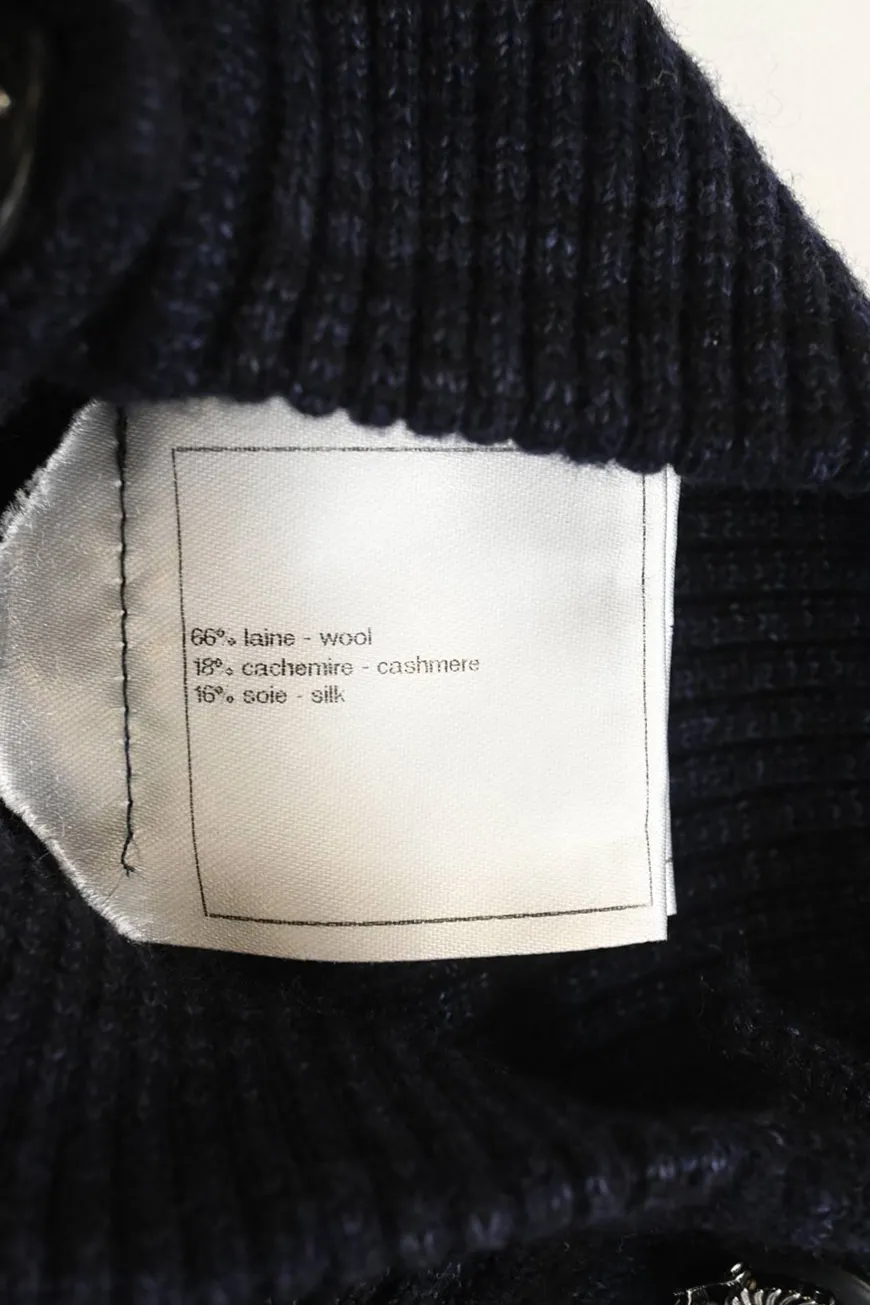 66% laine - wool
18% cachemire - cashmere
16% soie - silk